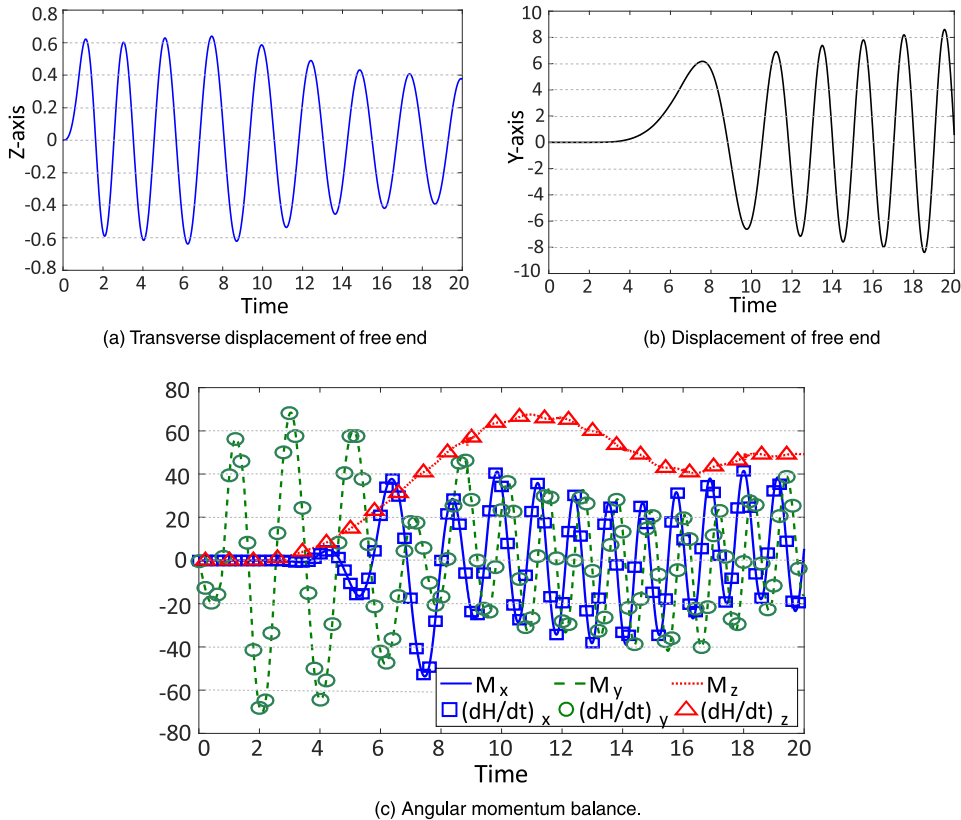 Z-axis
0.8
0.6
0.4
0.2
0
-0.2
-0.4
-0.6
-0.8
0 2 4 6 8 10 12 14 16 18 20
Time
(a) Transverse displacement of free end
Y-axis
10
8
6
4
2
0
-2
-4
-6
-8
-10
0 2 4 6 8 10 12 14 16 18 20
Time
(b) Displacement of free end
80
60
40
20
0
-20
-40
-60
-80
M x M y M z
(dH/dt) x (dH/dt) y (dH/dt) z
0 2 4 6 8 10 12 14 16 18 20
Time
(c) Angular momentum balance.